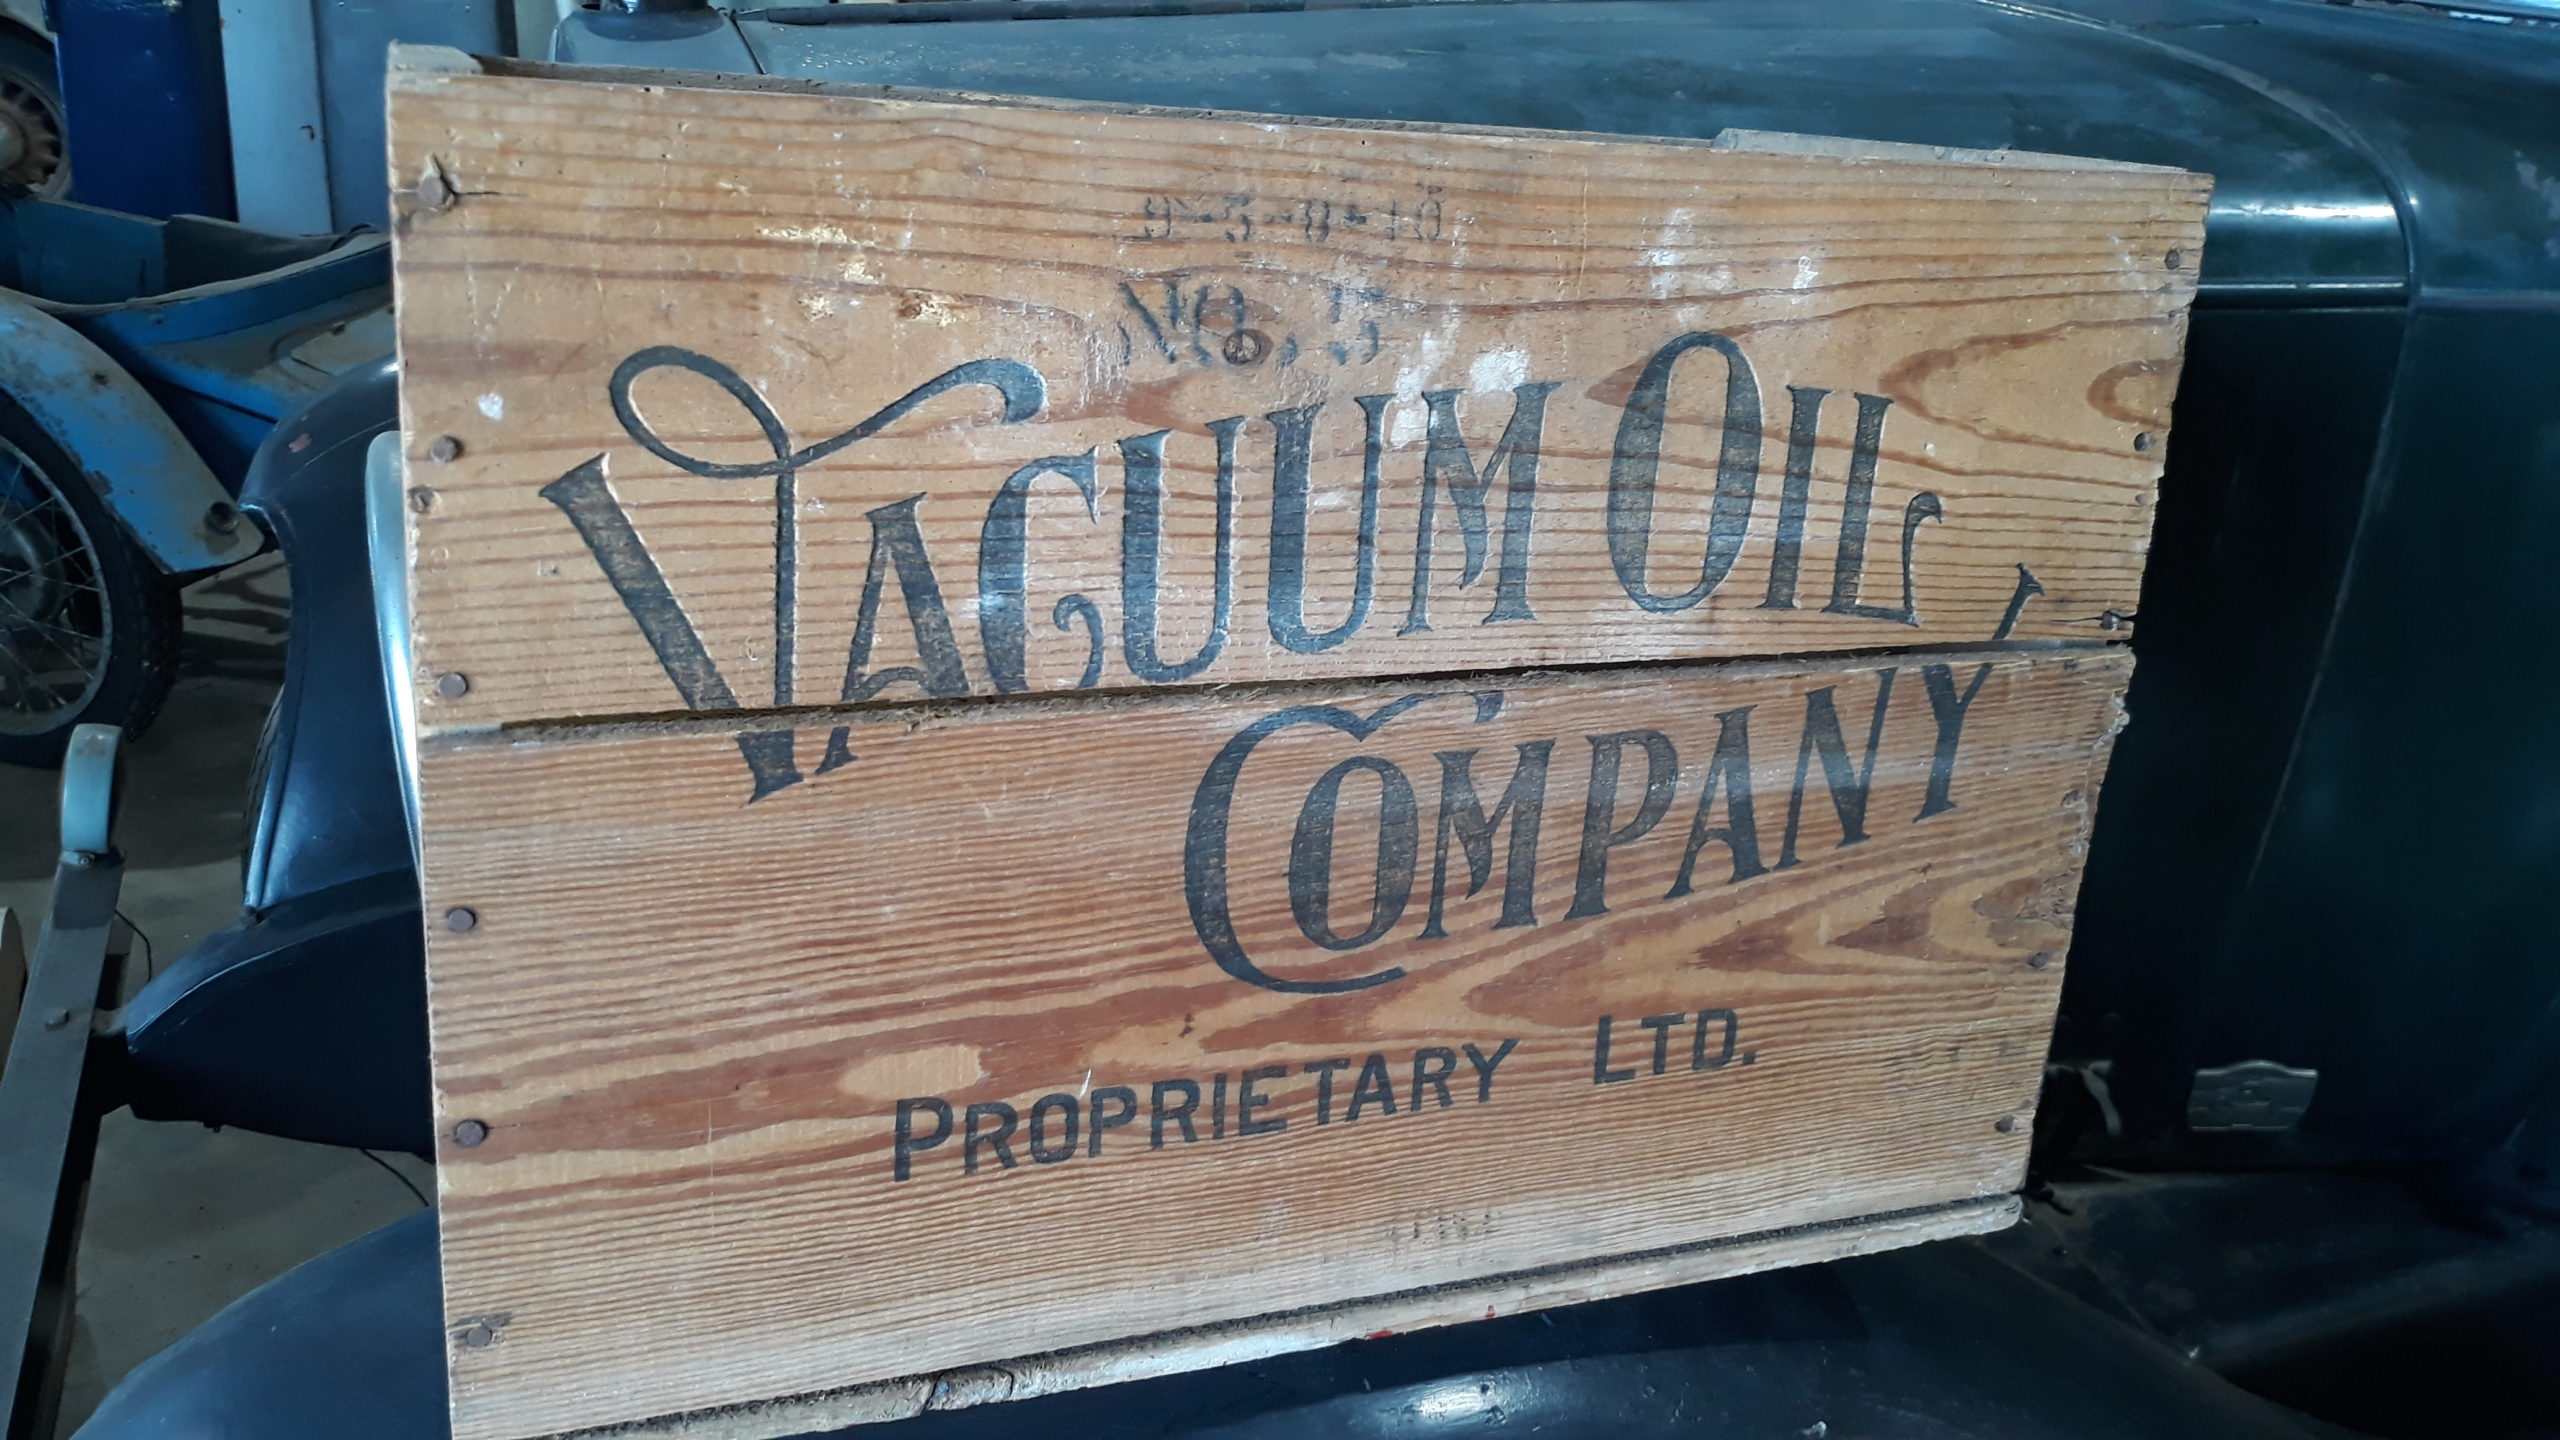 No. 5
VACUUM OIL
COMPANY
PROPRIETARY LTD.